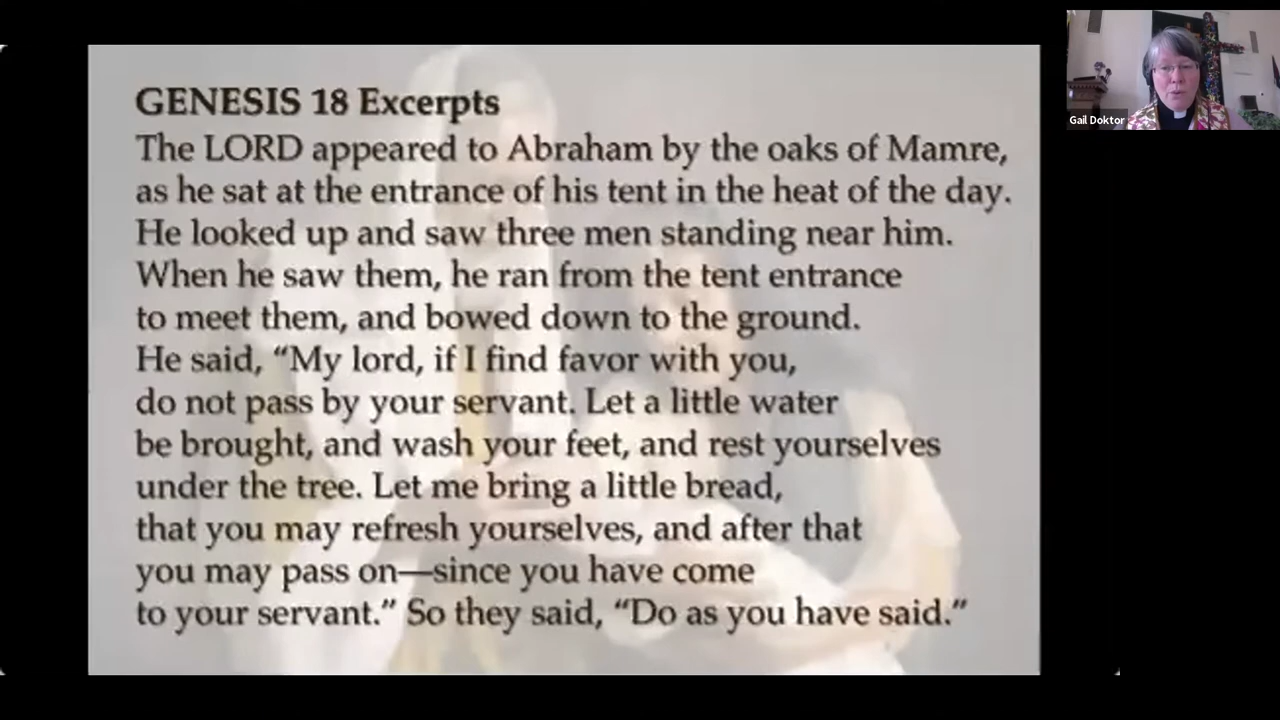 GENESIS 18 Excerpts
The LORD appeared to Abraham by the oaks of Mamre,
as he sat at the entrance of his tent in the heat of the day.
He looked up and saw three men standing near him.
When he saw them, he ran from the tent entrance
to meet them, and bowed down to the ground.
He said, “My lord, if I find favor with you,
do not pass by your servant. Let a little water
be brought, and wash your feet, and rest yourselves
under the tree. Let me bring a little bread,
that you may refresh yourselves, and after that
you may pass on—since you have come
to your servant.” So they said, “Do as you have said.”
Gail Doktor